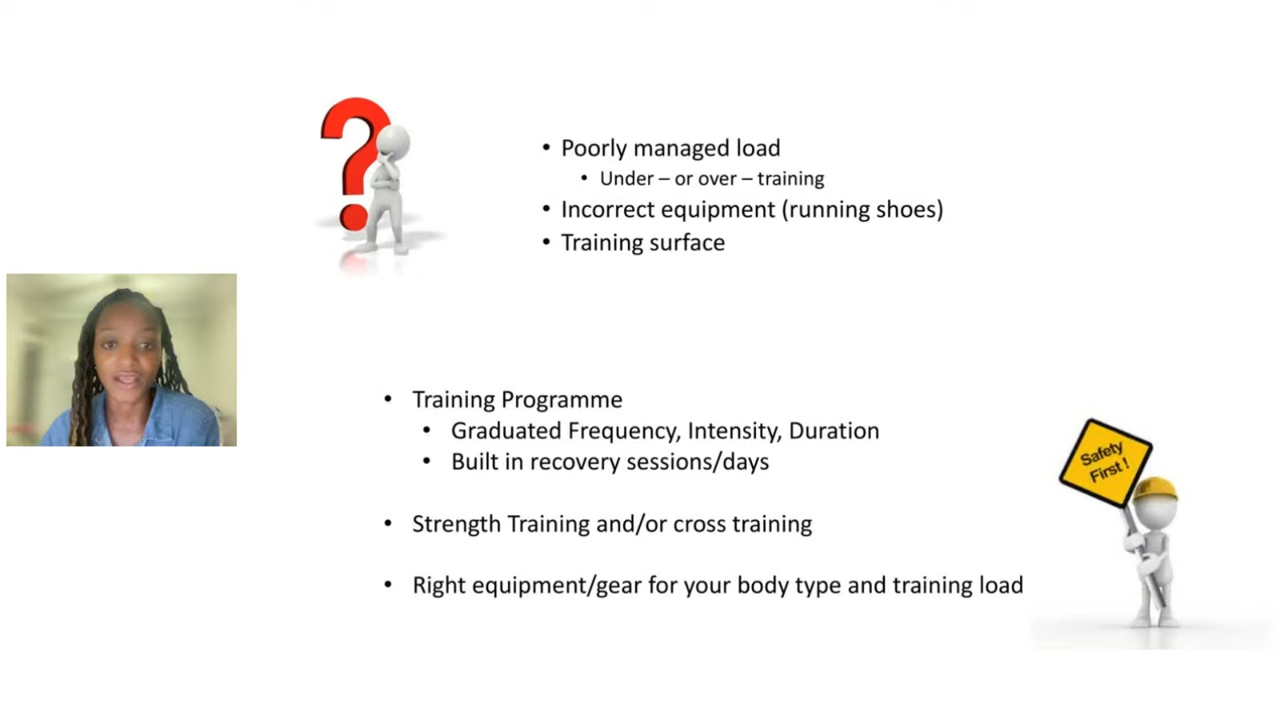 • Poorly managed load
• Under – or over – training
• Incorrect equipment (running shoes)
• Training surface
• Training Programme
• Graduated Frequency, Intensity, Duration
• Built in recovery sessions/days
• Strength Training and/or cross training
• Right equipment/gear for your body type and training load
Safety
First !